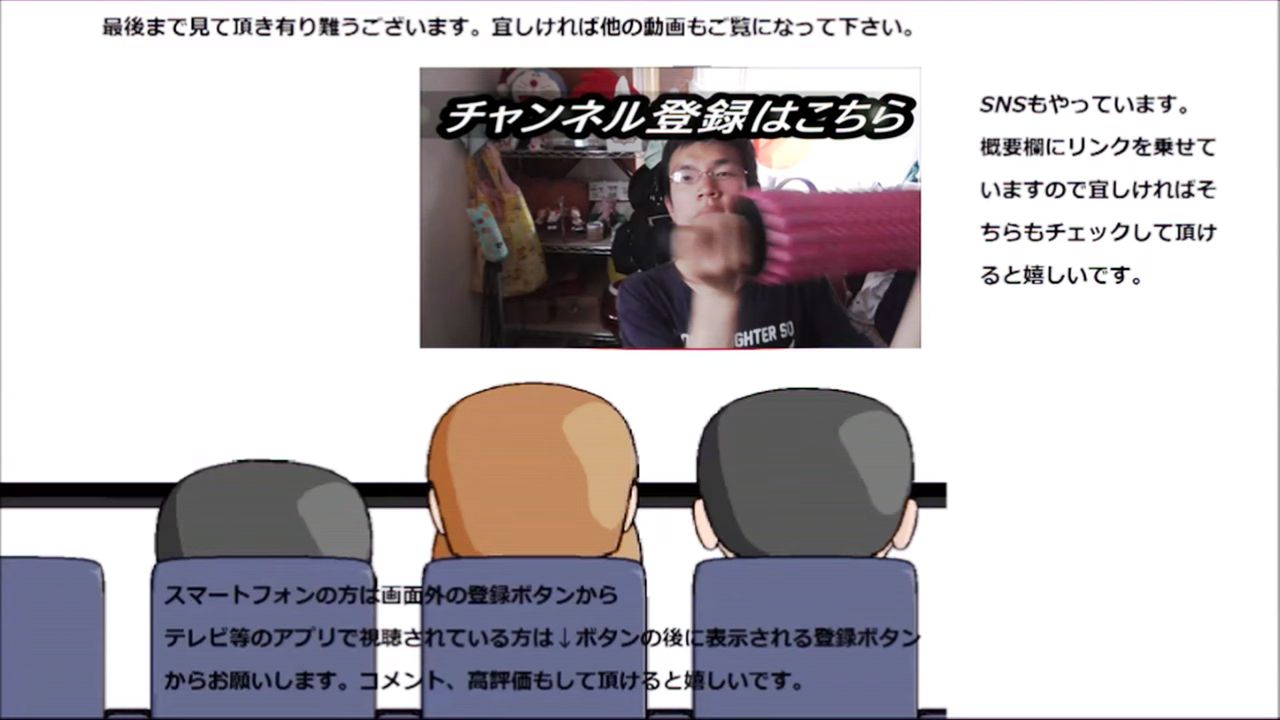 最後まで見て頂き有り難うございます。宜しければ他の動画もご覧になって下さい。
チャンネル登録はこちら
SNSもやっています。
概要欄にリンクを乗せて
いますので宜しければそ
ちらもチェックして頂け
ると嬉しいです。
スマートフォンの方は画面外の登録ボタンから
テレビ等のアプリで視聴されている方は↓ボタンの後に表示される登録ボタン
からお願いします。コメント、高評価もして頂けると嬉しいです。